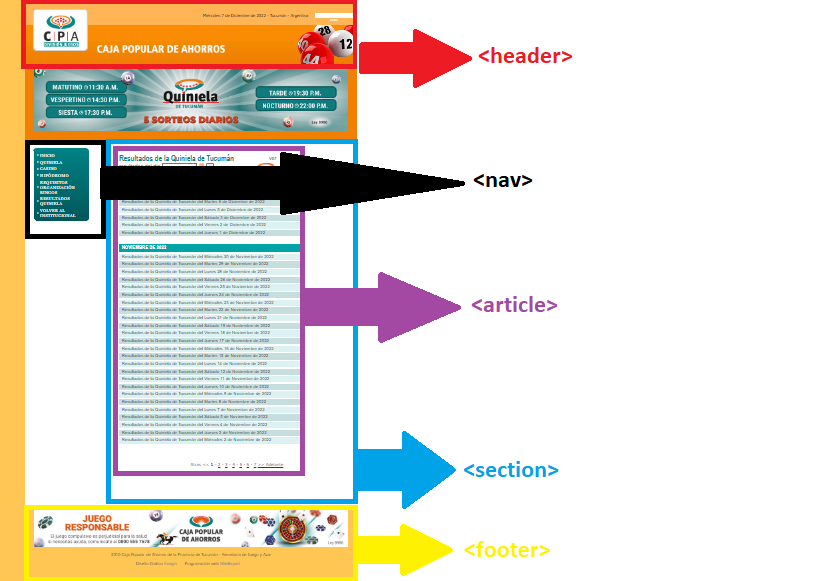 Miércoles 7 de Diciembre de 2022 - Tucumán - Argentina
CPA
CAJA POPULAR DE AHORROS
28
12
44
<header>
MATUTINO 11:30 A.M.
VESPERTINO 14:30 P.M.
SIESTA 17:30 P.M.
Quiniela
DE TUCUMÁN
5 SORTEOS DIARIOS
TARDE 19:30 P.M.
NOCTURNO 22:00 P.M.
Ley 5990
INICIO
QUINIELA
CASINO
HIPÓDROMO
REQUISITOS
ORGANIZACIÓN
BINGOS
RESULTADOS
QUINIELA
VOLVER AL
INSTITUCIONAL
Resultados de la Quiniela de Tucumán
<nav>
Resultados de la Quiniela de Tucumán del Martes 6 de Diciembre de 2022
Resultados de la Quiniela de Tucumán del Lunes 5 de Diciembre de 2022
Resultados de la Quiniela de Tucumán del Sábado 3 de Diciembre de 2022
Resultados de la Quiniela de Tucumán del Viernes 2 de Diciembre de 2022
Resultados de la Quiniela de Tucumán del Jueves 1 de Diciembre de 2022
NOVIEMBRE DE 2022
Resultados de la Quiniela de Tucumán del Miércoles 30 de Noviembre de 2022
Resultados de la Quiniela de Tucumán del Martes 29 de Noviembre de 2022
Resultados de la Quiniela de Tucumán del Lunes 28 de Noviembre de 2022
Resultados de la Quiniela de Tucumán del Sábado 26 de Noviembre de 2022
Resultados de la Quiniela de Tucumán del Viernes 25 de Noviembre de 2022
Resultados de la Quiniela de Tucumán del Jueves 24 de Noviembre de 2022
Resultados de la Quiniela de Tucumán del Miércoles 23 de Noviembre de 2022
<article>
Resultados de la Quiniela de Tucumán del Martes 22 de Noviembre de 2022
Resultados de la Quiniela de Tucumán del Lunes 21 de Noviembre de 2022
Resultados de la Quiniela de Tucumán del Sábado 19 de Noviembre de 2022
Resultados de la Quiniela de Tucumán del Viernes 18 de Noviembre de 2022
Resultados de la Quiniela de Tucumán del Jueves 17 de Noviembre de 2022
Resultados de la Quiniela de Tucumán del Miércoles 16 de Noviembre de 2022
Resultados de la Quiniela de Tucumán del Martes 15 de Noviembre de 2022
Resultados de la Quiniela de Tucumán del Lunes 14 de Noviembre de 2022
Resultados de la Quiniela de Tucumán del Sábado 12 de Noviembre de 2022
Resultados de la Quiniela de Tucumán del Viernes 11 de Noviembre de 2022
Resultados de la Quiniela de Tucumán del Jueves 10 de Noviembre de 2022
Resultados de la Quiniela de Tucumán del Miércoles 9 de Noviembre de 2022
Resultados de la Quiniela de Tucumán del Martes 8 de Noviembre de 2022
Resultados de la Quiniela de Tucumán del Lunes 7 de Noviembre de 2022
Resultados de la Quiniela de Tucumán del Sábado 5 de Noviembre de 2022
Resultados de la Quiniela de Tucumán del Viernes 4 de Noviembre de 2022
Resultados de la Quiniela de Tucumán del Jueves 3 de Noviembre de 2022
Resultados de la Quiniela de Tucumán del Miércoles 2 de Noviembre de 2022
<< 1 - 2 - 3 - 4 - 5 - 6 - 7 >> Adelante
<section>
JUEGO
RESPONSABLE
El juego compulsivo es perjudicial para la salud
CAJA POPULAR
DE AHORROS
Ley 5990
<footer>
2009 Caja Popular de Ahorros de la Provincia de Tucumán - Secretaría de Juego y Azar